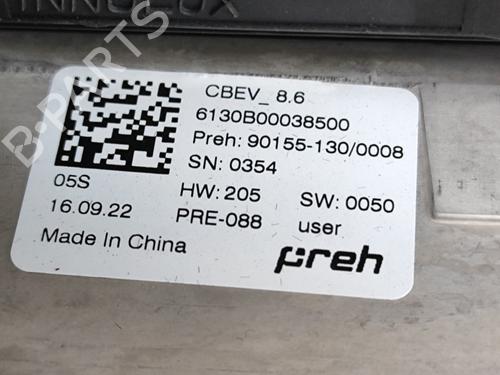 INNOLUX
CBEV_ 8.6
6130B00038500
Preh: 90155-130/0008
SN: 0354
05S HW: 205 SW: 0050
16.09.22 PRE-088 user
Made In China preh